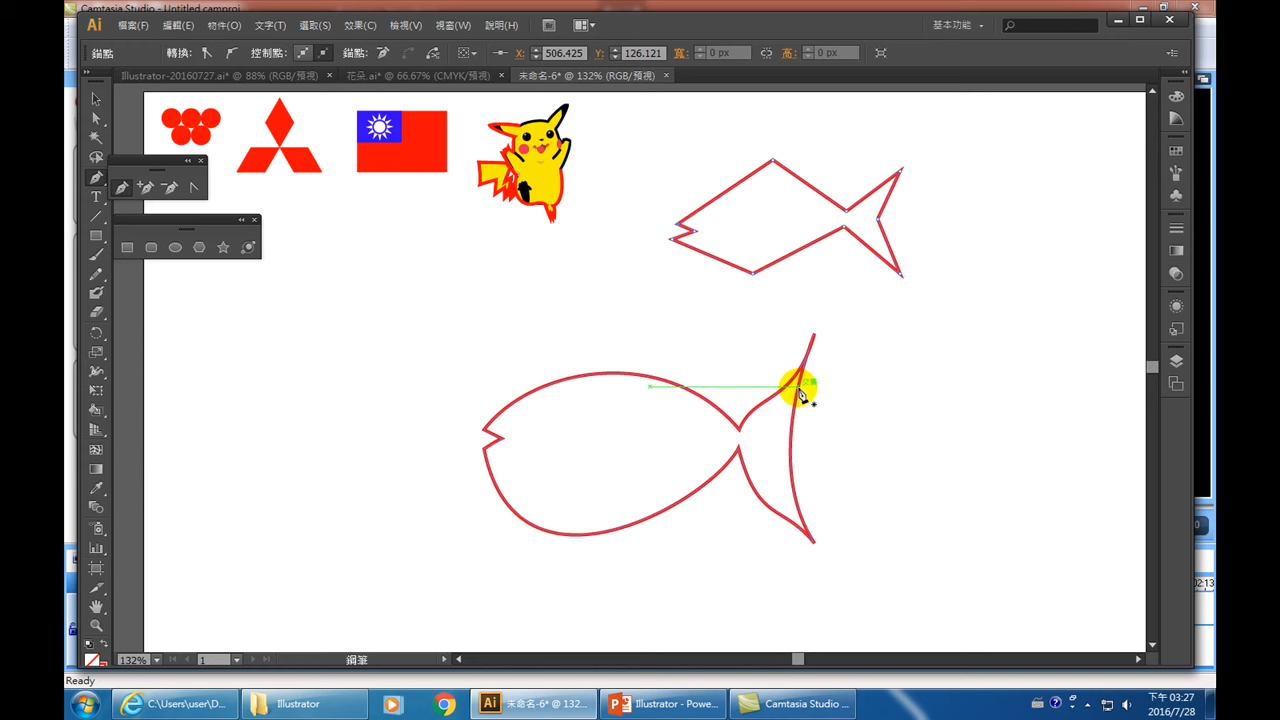 Camtasia Studio - Untitled.camproj
Ai 檔案(F) 編輯(E) 物件(O) 文字(T) 選取(S) 效果(C) 檢視(V) 視窗(W) 說明(H) Br 基本功能
錨點 轉換: 控制點: 錨點: X: 506.425 Y: 126.121 寬: 0 px 高: 0 px
Illustrator-20160727.ai* @ 88% (RGB/預視) × 花朵.ai* @ 66.67% (CMYK/預視) × 未命名-6* @ 132% (RGB/預視) ×
T
02:13
132% 1 鋼筆
Ready
C:\Users\user\D... Illustrator Ai 未命名-6* @ 132... Illustrator - Powe... Camtasia Studio ... 下午 03:27
2016/7/28